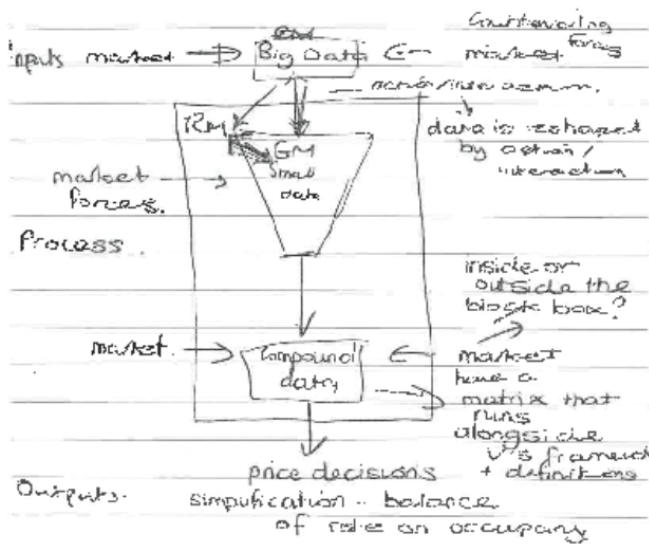 Countervailing
Inputs market Big Data market forces
RM data is reshaped
GM by action/
Small interaction
data
market
forces
Process.
inside or
outside the
black box?
market compound market
data, have a
matrix that
runs
alongside
V's framework
+ definitions
price decisions
Outputs. simplification - balance
of rate on occupany